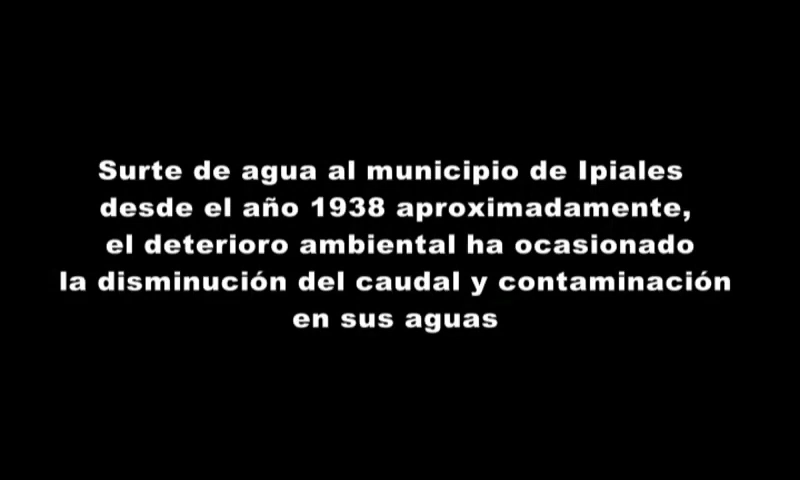 Surte de agua al municipio de Ipiales
desde el año 1938 aproximadamente,
el deterioro ambiental ha ocasionado
la disminución del caudal y contaminación
en sus aguas